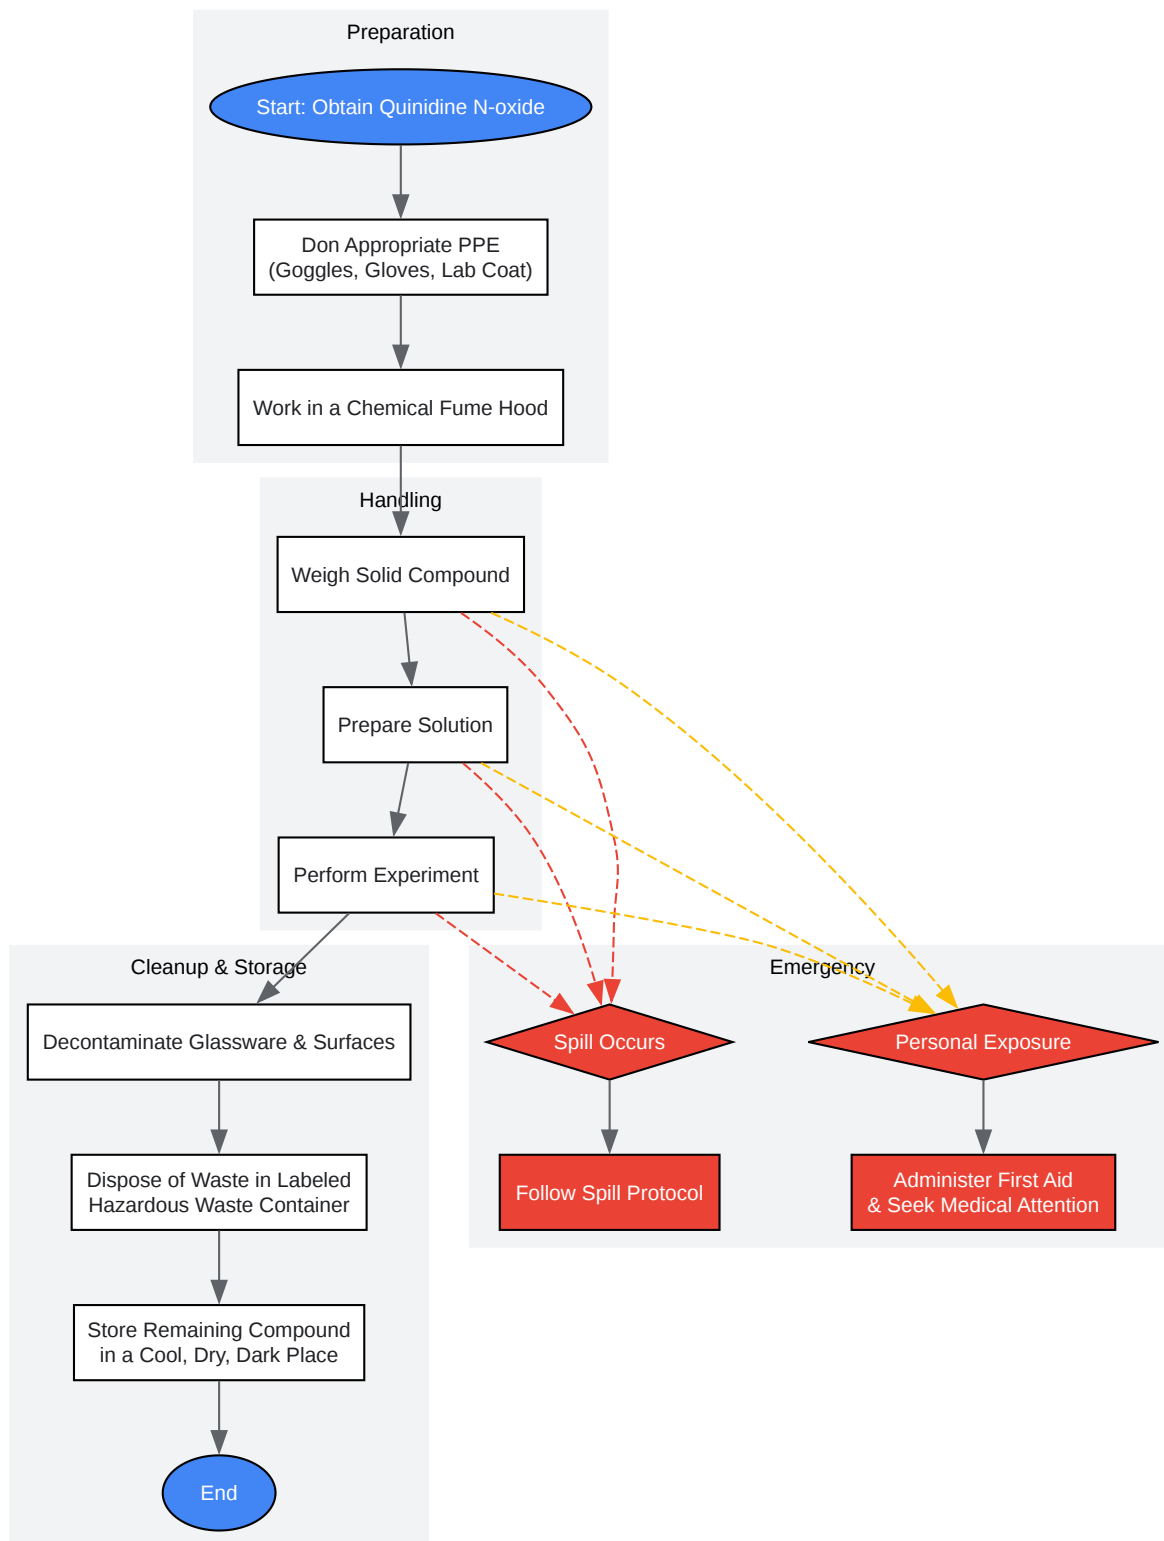 Preparation
Start: Obtain Quinidine N-oxide
Don Appropriate PPE
(Goggles, Gloves, Lab Coat)
Work in a Chemical Fume Hood
Handling
Weigh Solid Compound
Prepare Solution
Perform Experiment
Cleanup & Storage
Decontaminate Glassware & Surfaces
Dispose of Waste in Labeled
Hazardous Waste Container
Store Remaining Compound
in a Cool, Dry, Dark Place
End
Emergency
Spill Occurs
Personal Exposure
Follow Spill Protocol
Administer First Aid
& Seek Medical Attention